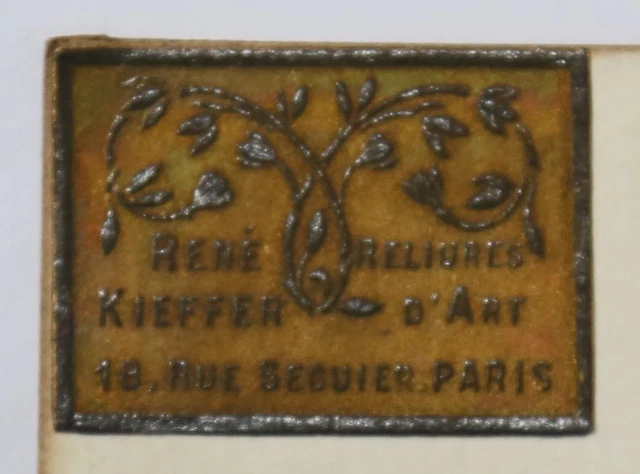 RENÉ RELIURES
KIEFFER D'ART
18, RUE SEGUIER. PARIS